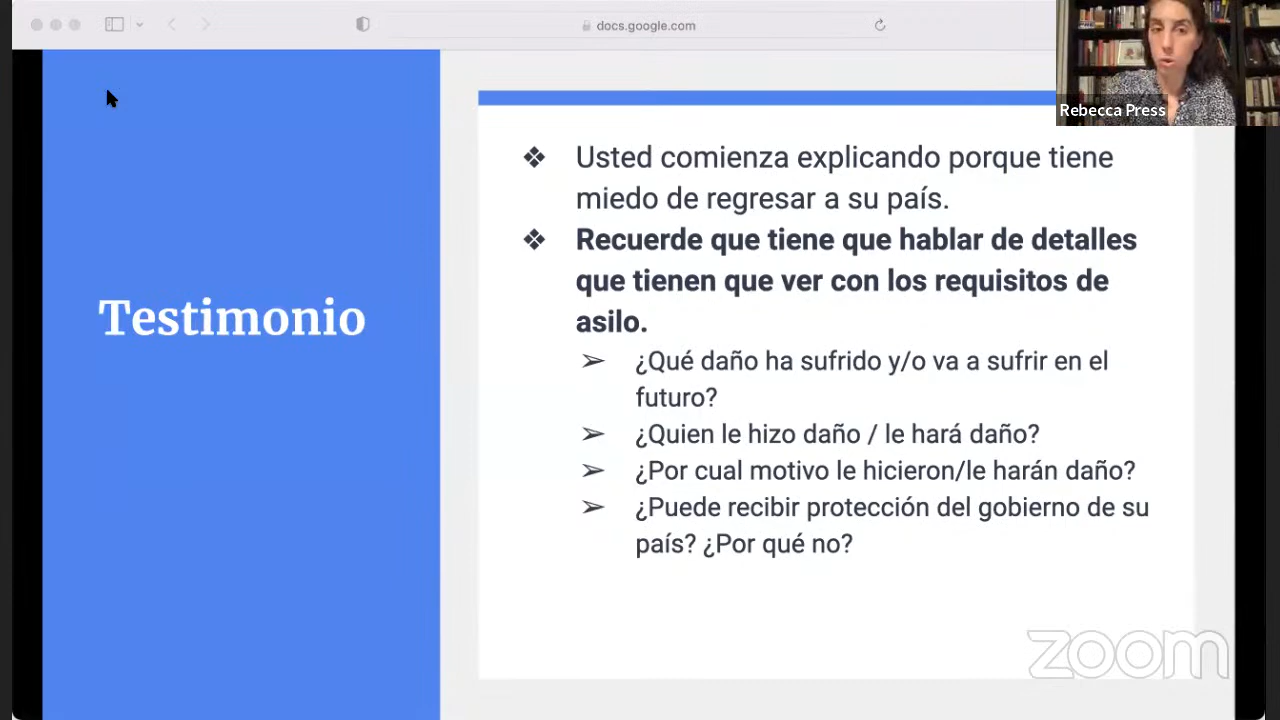 docs.google.com
Rebecca Press
Testimonio
❖ Usted comienza explicando porque tiene
miedo de regresar a su país.
❖ Recuerde que tiene que hablar de detalles
que tienen que ver con los requisitos de
asilo.
➢ ¿Qué daño ha sufrido y/o va a sufrir en el
futuro?
➢ ¿Quien le hizo daño / le hará daño?
➢ ¿Por cual motivo le hicieron/le harán daño?
➢ ¿Puede recibir protección del gobierno de su
país? ¿Por qué no?
zoom